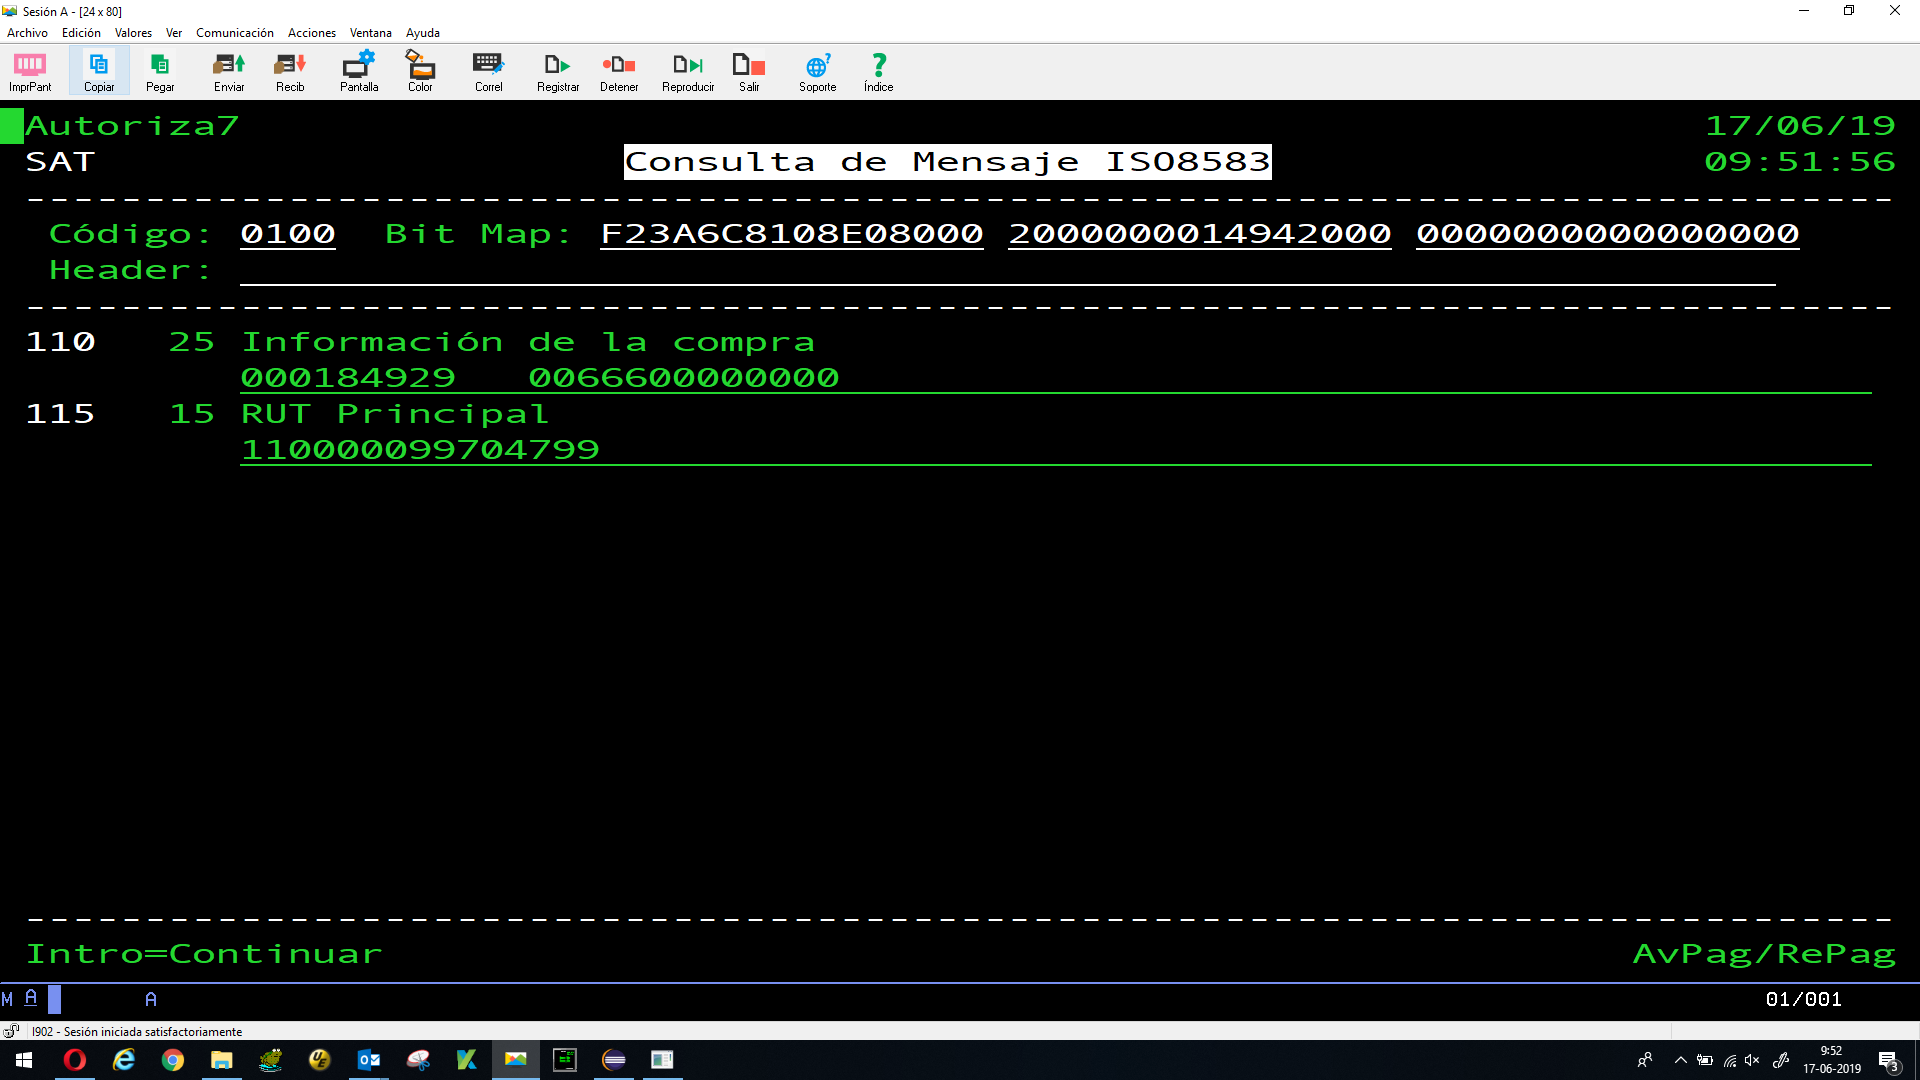 Sesión A - [24 x 80]
Archivo Edición Valores Ver Comunicación Acciones Ventana Ayuda
ImprPant Copiar Pegar Enviar Recib Pantalla Color Correl Registrar Detener Reproducir Salir Soporte Índice
Autoriza7 17/06/19
SAT Consulta de Mensaje ISO8583 09:51:56
Código: 0100 Bit Map: F23A6C8108E08000 2000000014942000 0000000000000000
Header:
110 25 Información de la compra
000184929 0066600000000
115 15 RUT Principal
110000099704799
Intro=Continuar AvPag/RePag
M A A 01/001
I902 - Sesión iniciada satisfactoriamente
9:52
17-06-2019
3